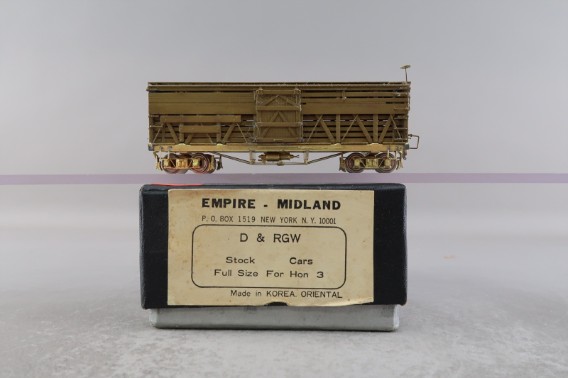 EMPIRE - MIDLAND
P. O. BOX 1519 NEW YORK N.Y. 10001
D & RGW
Stock Cars
Full Size For Hon 3
Made in KOREA. ORIENTAL